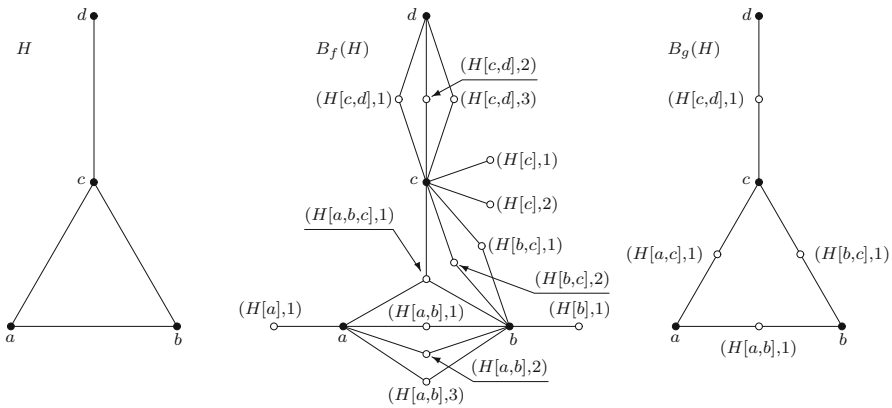 H
d
c
a
b
B_f(H)
d
(H[c,d],2)
(H[c,d],1)
(H[c,d],3)
(H[c],1)
c
(H[c],2)
(H[a,b,c],1)
(H[b,c],1)
(H[b,c],2)
(H[a],1)
(H[a,b],1)
(H[b],1)
a
b
(H[a,b],2)
(H[a,b],3)
B_g(H)
d
(H[c,d],1)
c
(H[a,c],1)
(H[b,c],1)
a
b
(H[a,b],1)